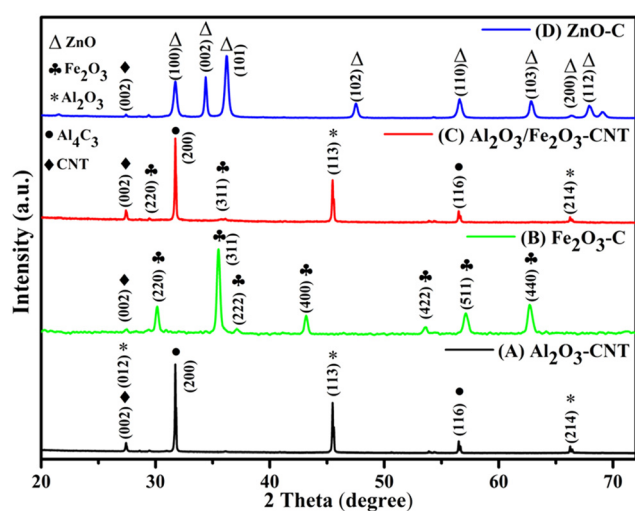 Δ ZnO
♣ Fe₂O₃
* Al₂O₃
● Al₄C₃
♦ CNT
(D) ZnO-C
♦ Δ Δ Δ Δ Δ Δ Δ Δ
(002) (100) (002) (101) (102) (110) (103) (200) (112)
(C) Al₂O₃/Fe₂O₃-CNT
♦ ♣ ● ♣ * ● *
(002) (220) (200) (311) (113) (116) (214)
(B) Fe₂O₃-C
♦ ♣ ♣ ♣ ♣ ♣ ♣ ♣
(002) (220) (311) (222) (400) (422) (511) (440)
(A) Al₂O₃-CNT
♦ * ● * ● *
(002) (012) (200) (113) (116) (214)
Intensity (a.u.)
20 30 40 50 60 70
2 Theta (degree)